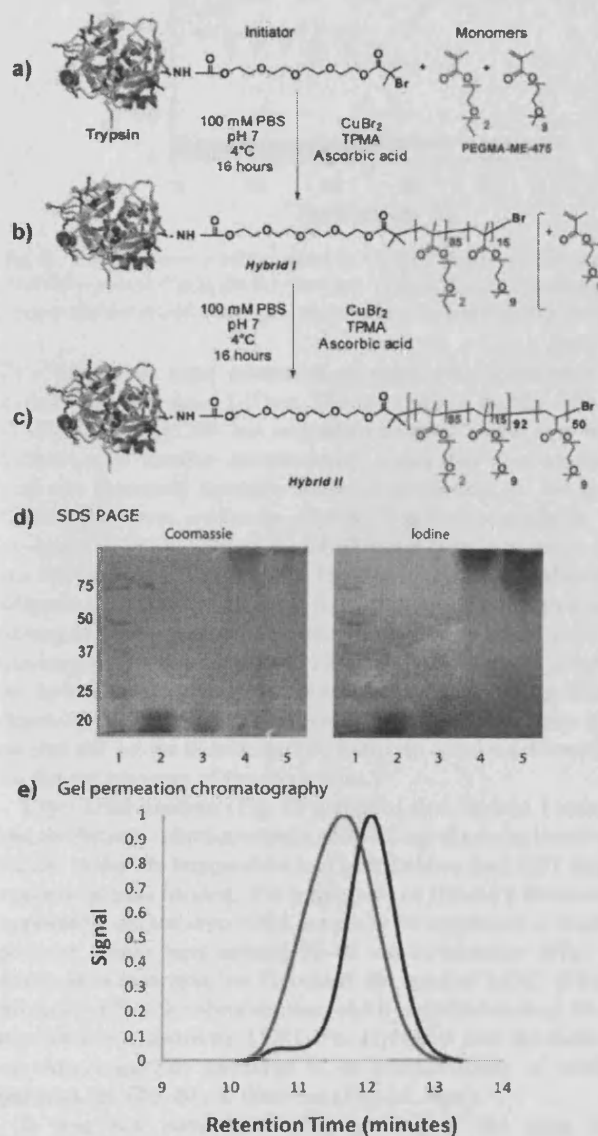 Initiator
Monomers
a)
NH
O
O
O
O
O
O
O
O
Br
+
+
Trypsin
100 mM PBS
pH 7
4°C
16 hours
CuBr2
TPMA
Ascorbic acid
2
9
PEGMA-ME-475
b)
NH
Hybrid I
85
Br
2
9
+
100 mM PBS
pH 7
4°C
16 hours
CuBr2
TPMA
Ascorbic acid
9
c)
NH
Hybrid II
85
15
92
50
Br
2
9
9
d) SDS PAGE
Coomassie
Iodine
75
50
37
25
20
1 2 3 4 5
1 2 3 4 5
e) Gel permeation chromatography
Signal
1
0.9
0.8
0.7
0.6
0.5
0.4
0.3
0.2
0.1
0
9 10 11 12 13 14
Retention Time (minutes)